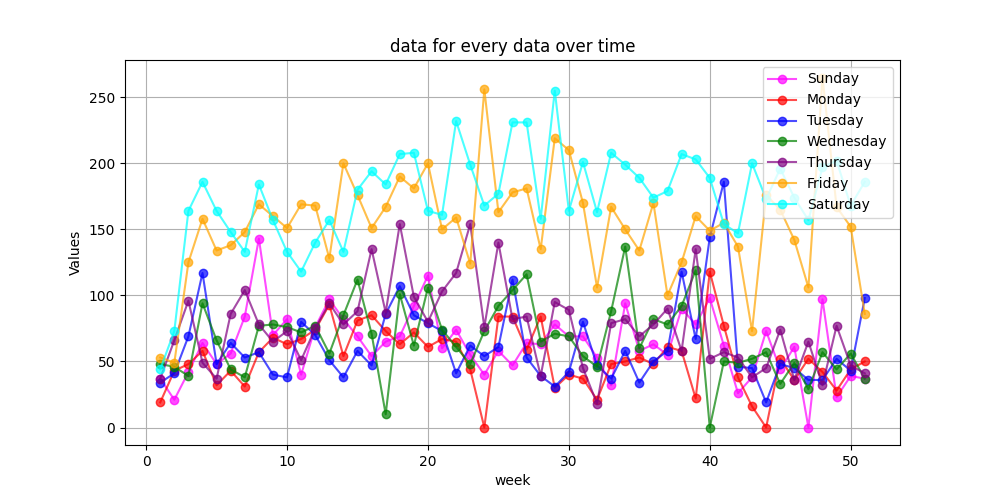 data for every data over time
Values
250
200
150
100
50
0
0 10 20 30 40 50
week
Sunday
Monday
Tuesday
Wednesday
Thursday
Friday
Saturday